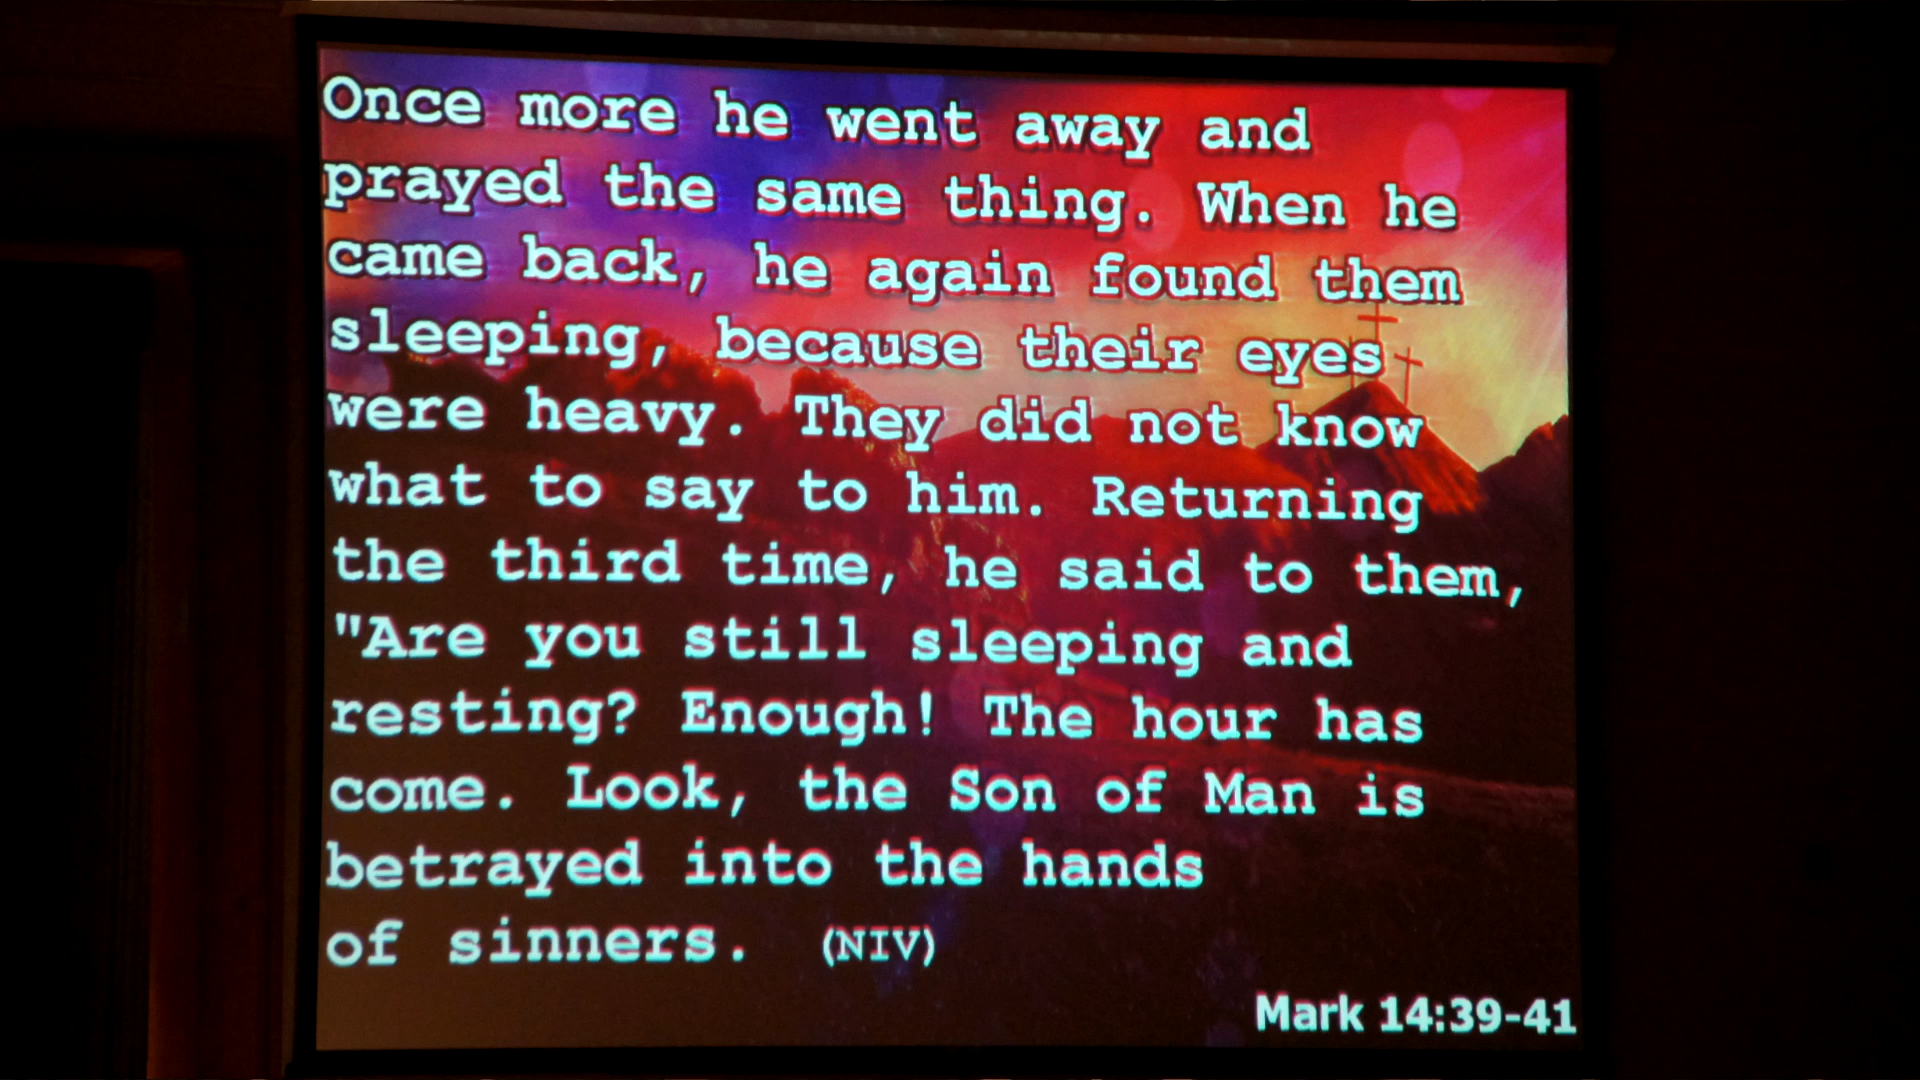 Once more he went away and
prayed the same thing. When he
came back, he again found them
sleeping, because their eyes
were heavy. They did not know
what to say to him. Returning
the third time, he said to them,
"Are you still sleeping and
resting? Enough! The hour has
come. Look, the Son of Man is
betrayed into the hands
of sinners. (NIV)
Mark 14:39-41